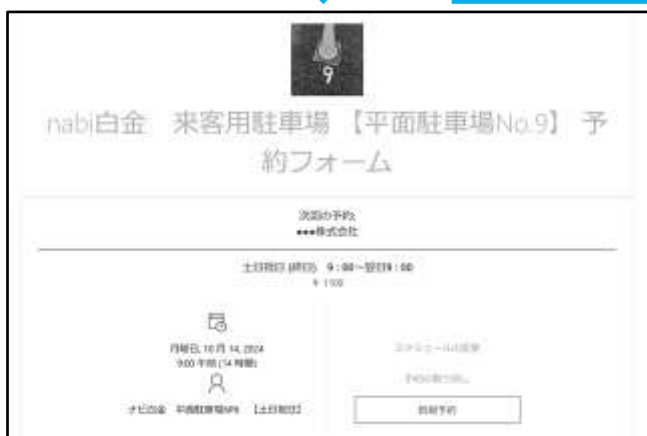 9
nabi白金 来客用駐車場 【平面駐車場No.9】 予
約フォーム
次回の予約:
●●●株式会社
土日祝日 (終日) 9:00~翌日9:00
月曜日, 10月 14, 2024
9:00 午前 (14 時間)
スケジュールの変更
予約の取り消し
ナビ白金 平面駐車場№9 【土日祝日】
新規予約